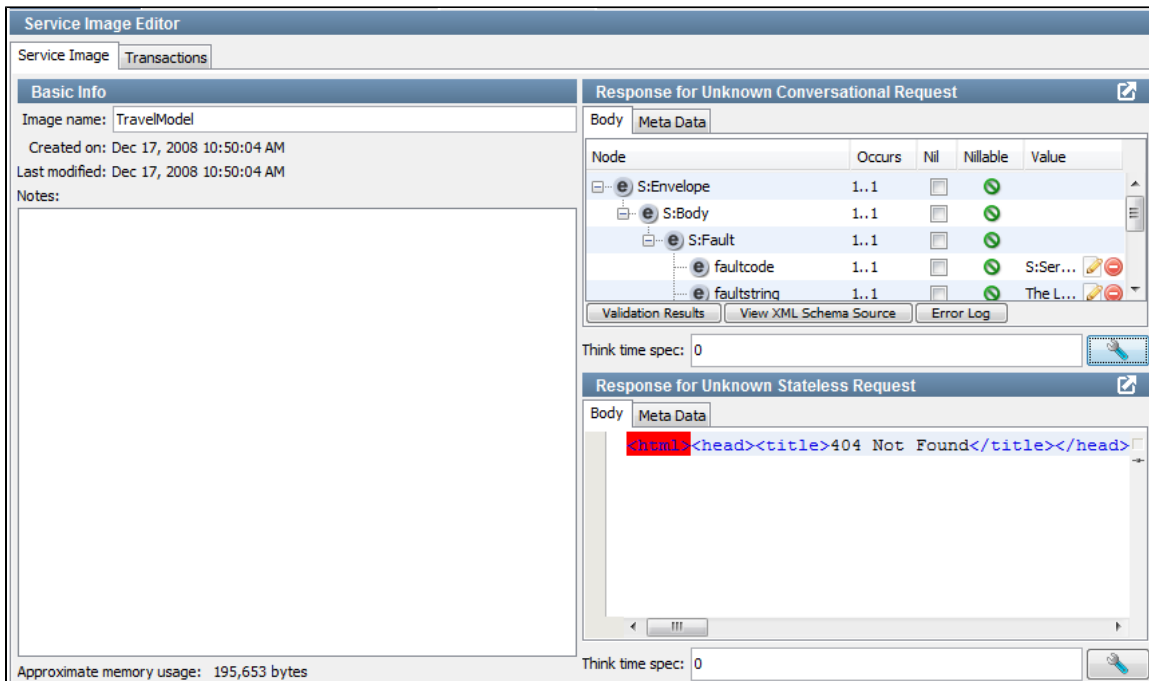 Service Image Editor
Service Image Transactions
Basic Info
Image name: TravelModel
Created on: Dec 17, 2008 10:50:04 AM
Last modified: Dec 17, 2008 10:50:04 AM
Notes:
Approximate memory usage: 195,653 bytes
Response for Unknown Conversational Request
Body Meta Data
Node Occurs Nil Nillable Value
S:Envelope 1..1
S:Body 1..1
S:Fault 1..1
faultcode 1..1 S:Ser...
faultstring 1..1 The L...
Validation Results View XML Schema Source Error Log
Think time spec: 0
Response for Unknown Stateless Request
Body Meta Data
<html><head><title>404 Not Found</title></head>
Think time spec: 0